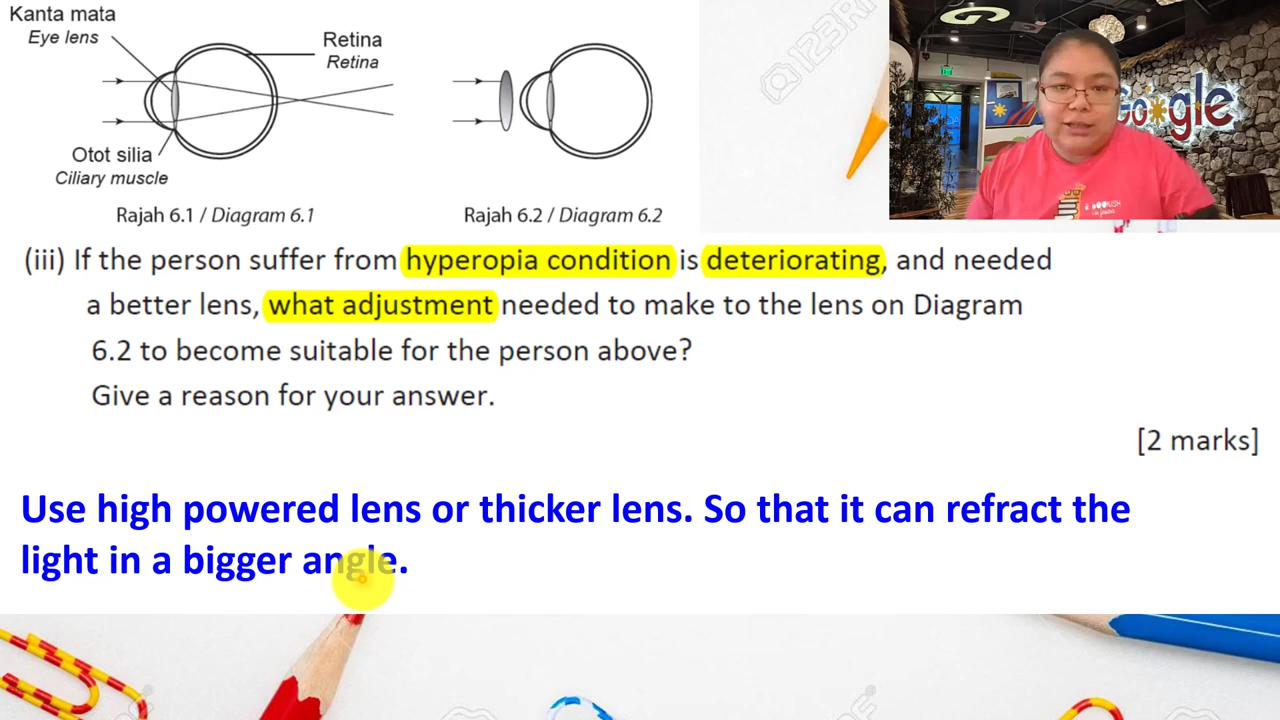 Kanta mata
Eye lens
Retina
Retina
Otot silia
Ciliary muscle
Rajah 6.1 / Diagram 6.1
Rajah 6.2 / Diagram 6.2
123RF
Google
(iii) If the person suffer from hyperopia condition is deteriorating, and needed
a better lens, what adjustment needed to make to the lens on Diagram
6.2 to become suitable for the person above?
Give a reason for your answer.
[2 marks]
Use high powered lens or thicker lens. So that it can refract the
light in a bigger angle.